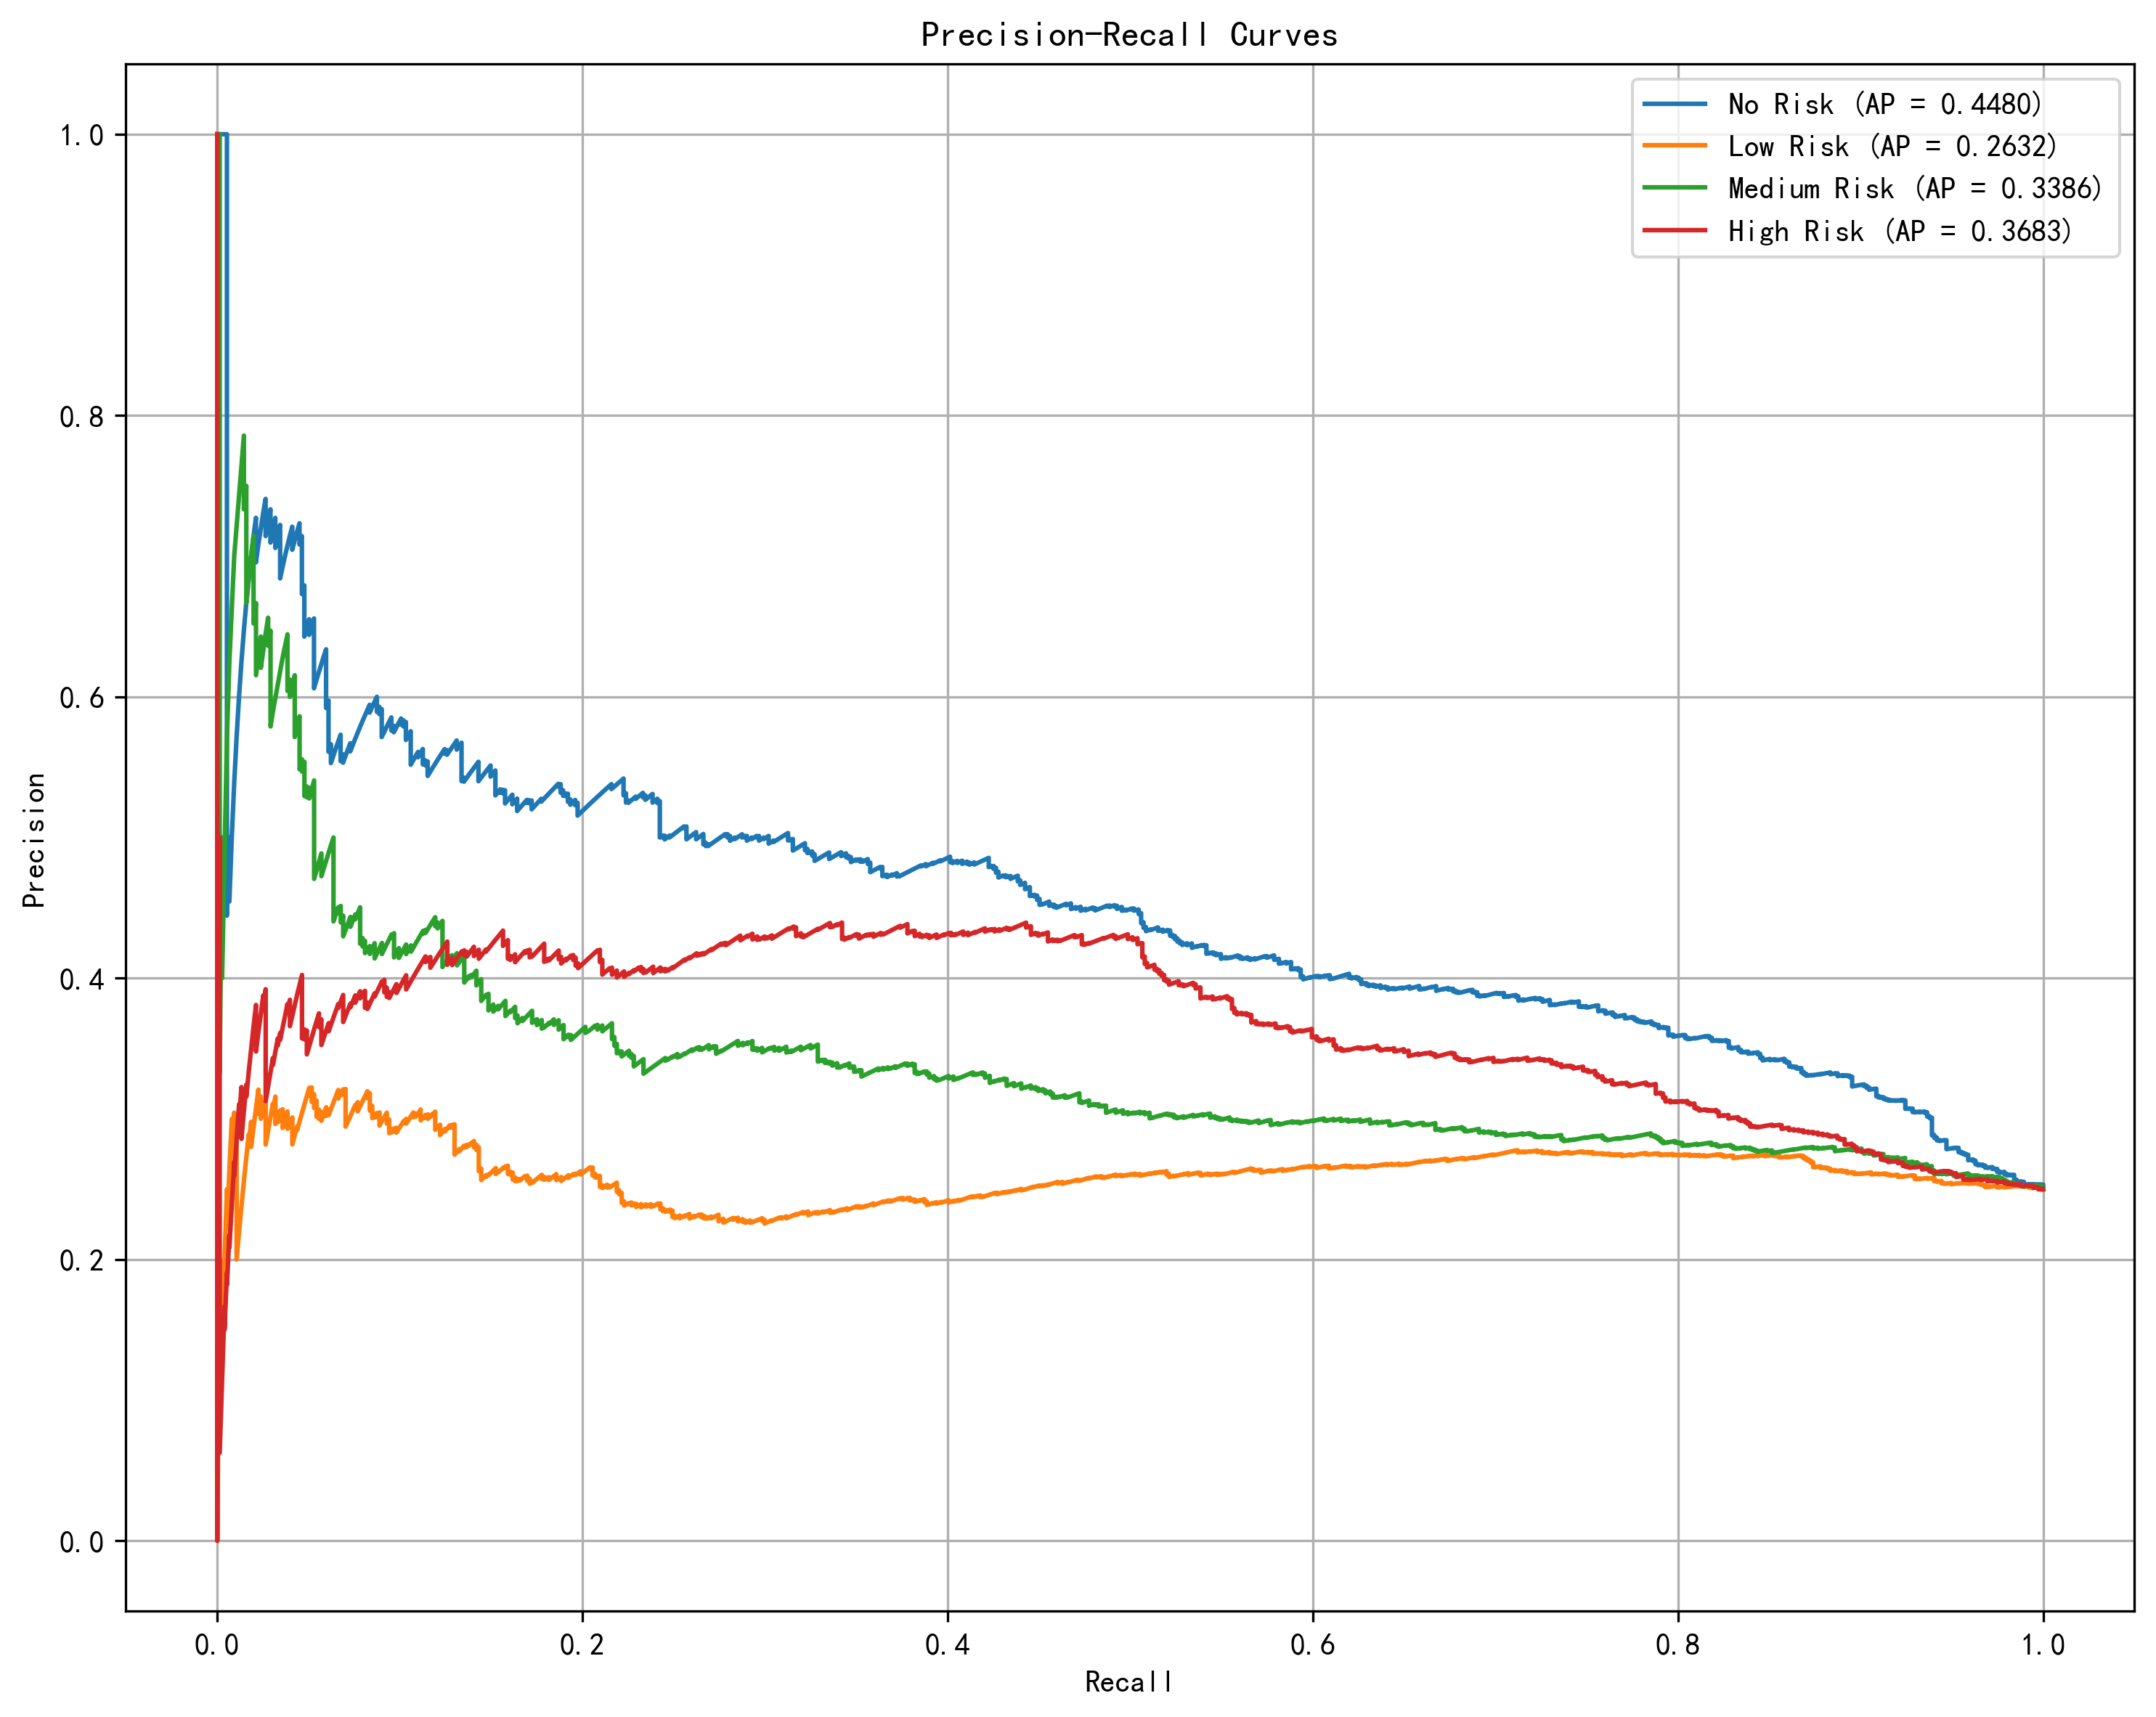 Precision-Recall Curves
No Risk (AP = 0.4480)
Low Risk (AP = 0.2632)
Medium Risk (AP = 0.3386)
High Risk (AP = 0.3683)
Precision
1.0
0.8
0.6
0.4
0.2
0.0
0.0 0.2 0.4 0.6 0.8 1.0
Recall